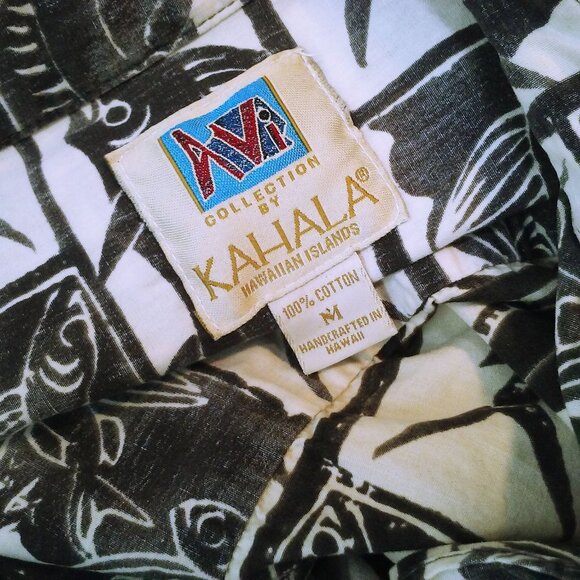 AVi
COLLECTION
BY
KAHALA®
HAWAIIAN ISLANDS
100% COTTON
M
HANDCRAFTED IN
HAWAII